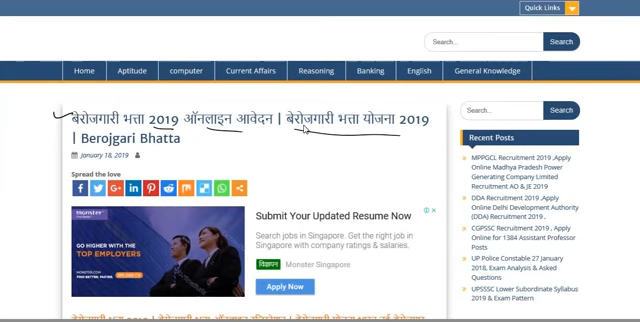 Quick Links
Search...
Search
Home
Aptitude
computer
Current Affairs
Reasoning
Banking
English
General Knowledge
बेरोजगारी भत्ता 2019 ऑनलाइन आवेदन | बेरोजगारी भत्ता योजना 2019
| Berojgari Bhatta
January 18, 2019
Spread the love
MONSTER
GO HIGHER WITH THE
TOP EMPLOYERS
Submit Your Updated Resume Now
Search jobs in Singapore. Get the right job in
Singapore with company ratings & salaries.
विज्ञापन
Monster Singapore
Apply Now
Search...
Search
Recent Posts
MPPGCL Recruitment 2019 ,Apply
Online Madhya Pradesh Power
Generating Company Limited
Recruitment AO & JE 2019
DDA Recruitment 2019 , Apply
Online Delhi Development Authority
(DDA) Recruitment 2019 .
CGPSSC Recruitment 2019 , Apply
Online for 1384 Assistant Professor
Posts
UP Police Constable 27 January
2018, Exam Analysis & Asked
Questions
UPSSSC Lower Subordinate Syllabus
2019 & Exam Pattern